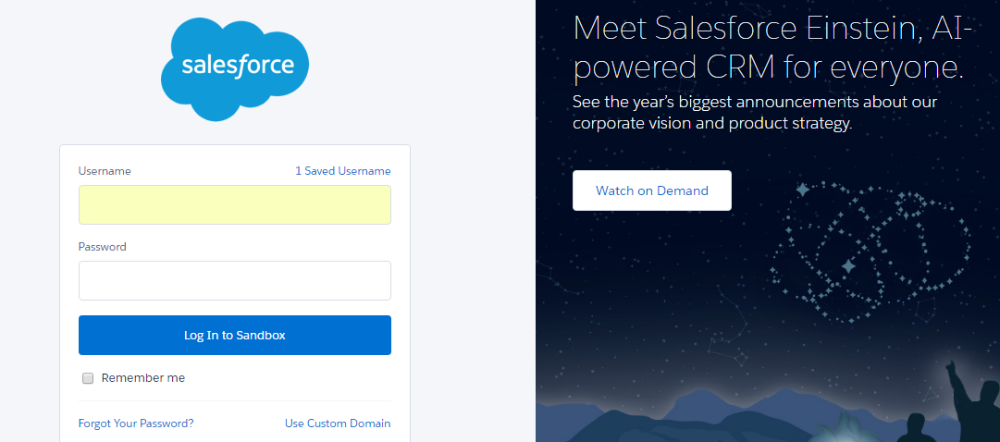 salesforce
Username
1 Saved Username
Password
Log In to Sandbox
Remember me
Forgot Your Password?
Use Custom Domain
Meet Salesforce Einstein, AI-
powered CRM for everyone.
See the year's biggest announcements about our
corporate vision and product strategy.
Watch on Demand